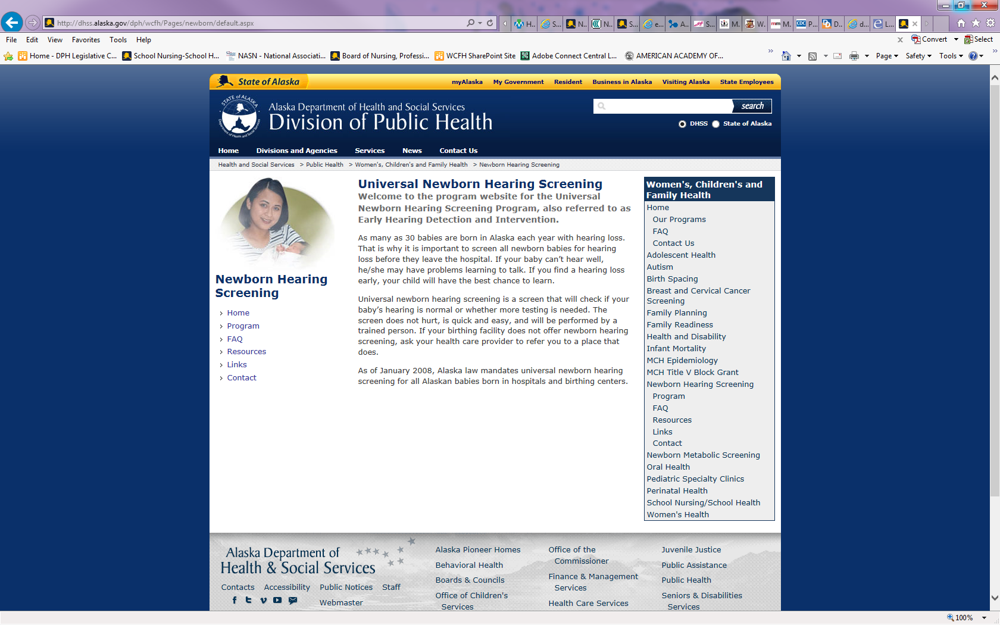 http://dhss.alaska.gov/dph/wcfh/Pages/newborn/default.aspx
H..
S...
N..
N..
S...
e...
A..
S...
M.
W.
M.
P...
D..
d...
L...
File Edit View Favorites Tools Help
x Convert Select
Home - DPH Legislative C... School Nursing-School H... NASN - National Associati... Board of Nursing, Professi... WCFH SharePoint Site Adobe Connect Central L... AMERICAN ACADEMY OF... Page Safety Tools
State of Alaska
myAlaska My Government Resident Business in Alaska Visiting Alaska State Employees
STATE of ALASKA
Department of Health and Social Services
Alaska Department of Health and Social Services
Division of Public Health
search
DHSS State of Alaska
Home Divisions and Agencies Services News Contact Us
Health and Social Services > Public Health > Women's, Children's and Family Health > Newborn Hearing Screening
Newborn Hearing
Screening
> Home
> Program
> FAQ
> Resources
> Links
> Contact
Universal Newborn Hearing Screening
Welcome to the program website for the Universal
Newborn Hearing Screening Program, also referred to as
Early Hearing Detection and Intervention.
As many as 30 babies are born in Alaska each year with hearing loss.
That is why it is important to screen all newborn babies for hearing
loss before they leave the hospital. If your baby can’t hear well,
he/she may have problems learning to talk. If you find a hearing loss
early, your child will have the best chance to learn.
Universal newborn hearing screening is a screen that will check if your
baby’s hearing is normal or whether more testing is needed. The
screen does not hurt, is quick and easy, and will be performed by a
trained person. If your birthing facility does not offer newborn hearing
screening, ask your health care provider to refer you to a place that
does.
As of January 2008, Alaska law mandates universal newborn hearing
screening for all Alaskan babies born in hospitals and birthing centers.
Women's, Children's and
Family Health
Home
Our Programs
FAQ
Contact Us
Adolescent Health
Autism
Birth Spacing
Breast and Cervical Cancer
Screening
Family Planning
Family Readiness
Health and Disability
Infant Mortality
MCH Epidemiology
MCH Title V Block Grant
Newborn Hearing Screening
Program
FAQ
Resources
Links
Contact
Newborn Metabolic Screening
Oral Health
Pediatric Specialty Clinics
Perinatal Health
School Nursing/School Health
Women's Health
Alaska Department of
Health & Social Services
Contacts Accessibility Public Notices Staff
Webmaster
Alaska Pioneer Homes
Behavioral Health
Boards & Councils
Office of Children's
Services
Office of the
Commissioner
Finance & Management
Services
Health Care Services
Juvenile Justice
Public Assistance
Public Health
Seniors & Disabilities
Services
100%